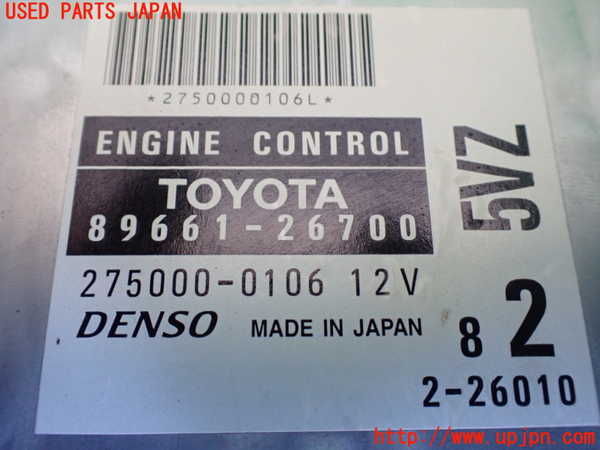 USED PARTS JAPAN
*2750000106L*
ENGINE CONTROL
TOYOTA
89661-26700
5VZ
275000-0106 12V
DENSO MADE IN JAPAN
8 2
2-26010
http://www.upjpn.com